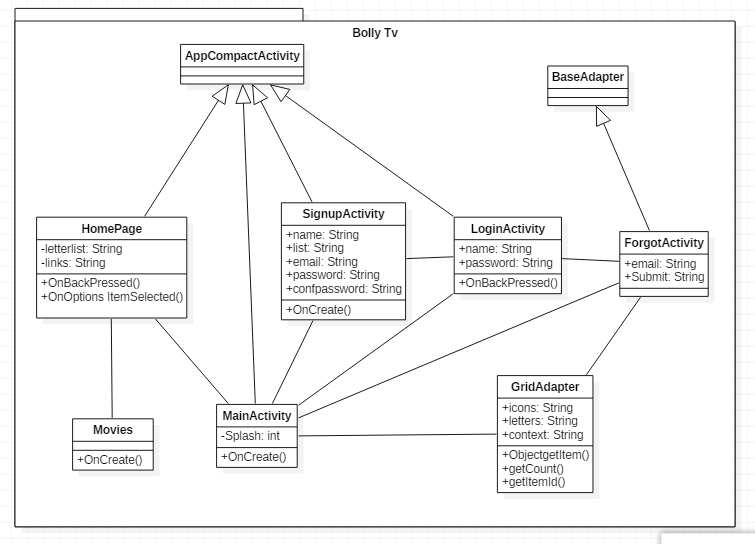 Bolly Tv
AppCompactActivity
BaseAdapter
HomePage
-letterlist: String
-links: String
+OnBackPressed()
+OnOptions ItemSelected()
SignupActivity
+name: String
+list: String
+email: String
+password: String
+confpassword: String
+OnCreate()
LoginActivity
+name: String
+password: String
+OnBackPressed()
ForgotActivity
+email: String
+Submit: String
Movies
+OnCreate()
MainActivity
-Splash: int
+OnCreate()
GridAdapter
+icons: String
+letters: String
+context: String
+ObjectgetItem()
+getCount()
+getItemId()